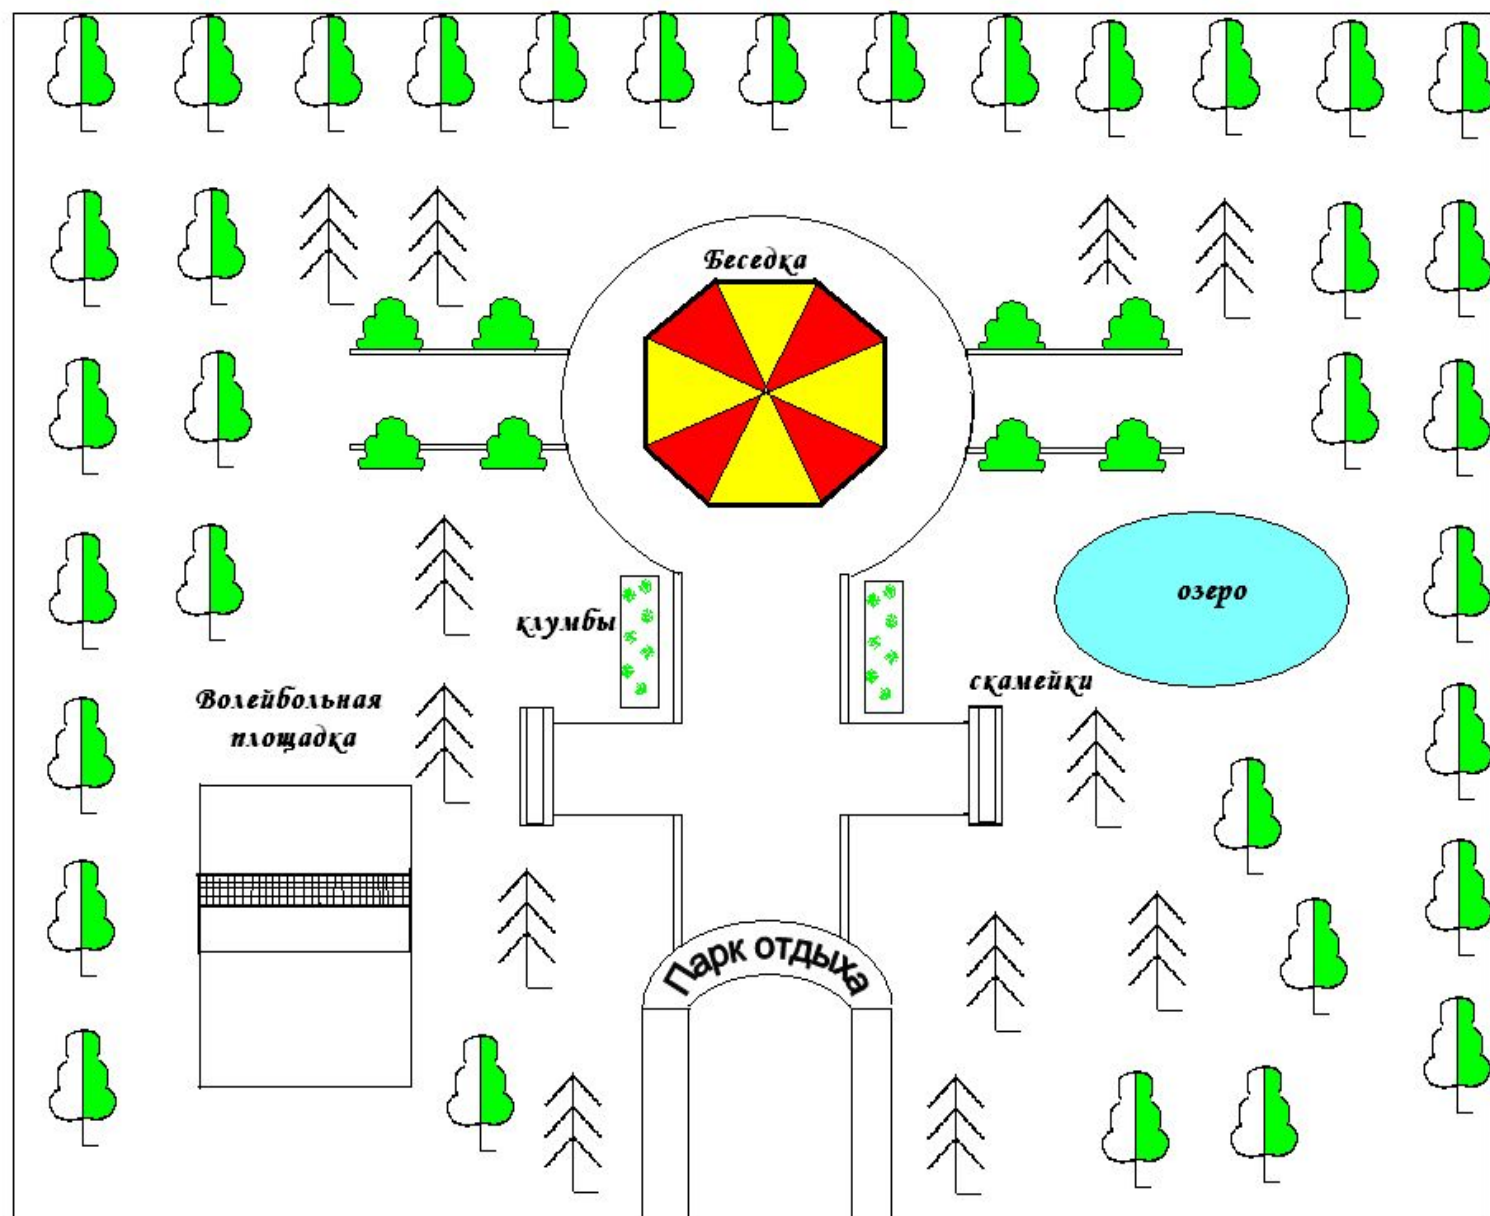 Беседка
озеро
клумбы
скамейки
Волейбольная
площадка
Парк отдыха